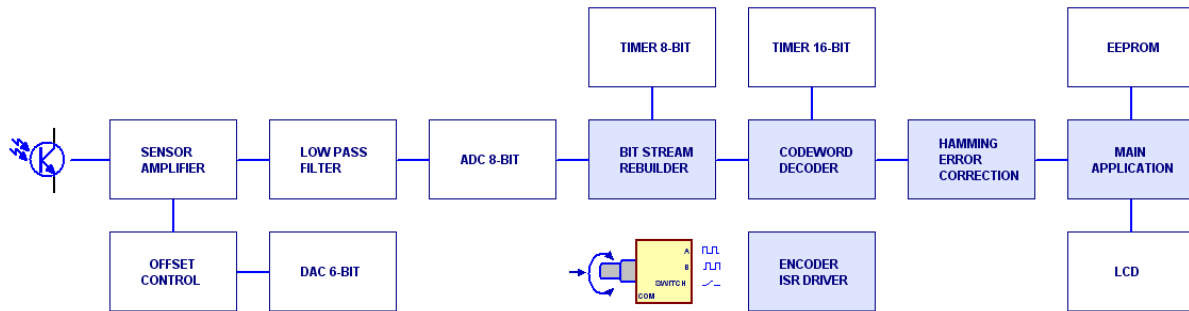 TIMER 8-BIT
TIMER 16-BIT
EEPROM
SENSOR
AMPLIFIER
LOW PASS
FILTER
ADC 8-BIT
BIT STREAM
REBUILDER
CODEWORD
DECODER
HAMMING
ERROR
CORRECTION
MAIN
APPLICATION
OFFSET
CONTROL
DAC 6-BIT
A
B
SWITCH
COM
ENCODER
ISR DRIVER
LCD